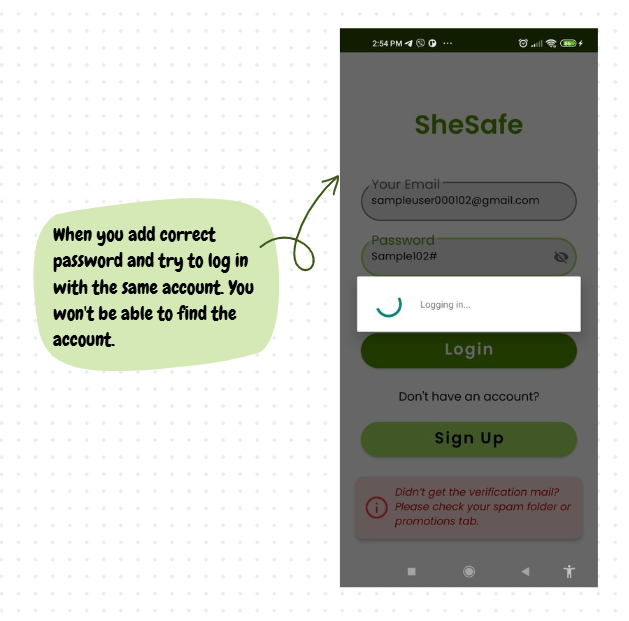 2:54 PM
SheSafe
Your Email
sampleuser000102@gmail.com
Password
Sample102#
When you add correct
password and try to log in
with the same account. You
won't be able to find the
account.
Logging in...
Login
Don't have an account?
Sign Up
Didn't get the verification mail?
Please check your spam folder or
promotions tab.